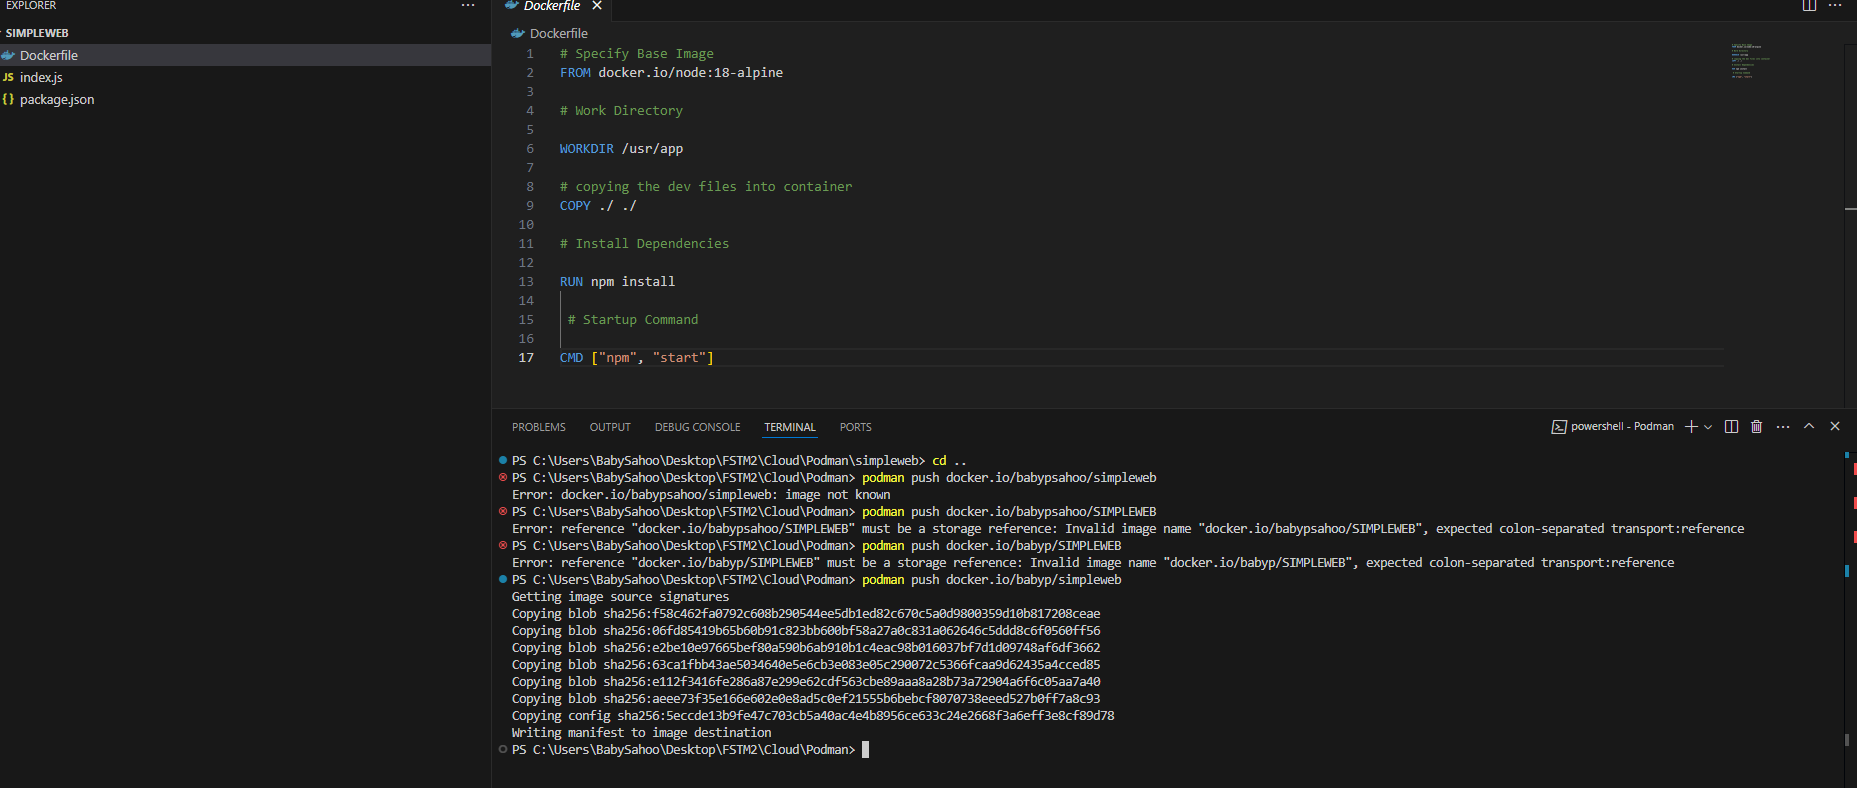 EXPLORER
···
SIMPLEWEB
Dockerfile
JS index.js
{} package.json
Dockerfile ×
···
Dockerfile
1 # Specify Base Image
2 FROM docker.io/node:18-alpine
3
4 # Work Directory
5
6 WORKDIR /usr/app
7
8 # copying the dev files into container
9 COPY ./ ./
10
11 # Install Dependencies
12
13 RUN npm install
14
15 # Startup Command
16
17 CMD ["npm", "start"]
PROBLEMS OUTPUT DEBUG CONSOLE TERMINAL PORTS powershell - Podman
PS C:\Users\BabySahoo\Desktop\FSTM2\Cloud\Podman\simpleweb> cd ..
PS C:\Users\BabySahoo\Desktop\FSTM2\Cloud\Podman> podman push docker.io/babypsahoo/simpleweb
Error: docker.io/babypsahoo/simpleweb: image not known
PS C:\Users\BabySahoo\Desktop\FSTM2\Cloud\Podman> podman push docker.io/babypsahoo/SIMPLEWEB
Error: reference "docker.io/babypsahoo/SIMPLEWEB" must be a storage reference: Invalid image name "docker.io/babypsahoo/SIMPLEWEB", expected colon-separated transport:reference
PS C:\Users\BabySahoo\Desktop\FSTM2\Cloud\Podman> podman push docker.io/babyp/SIMPLEWEB
Error: reference "docker.io/babyp/SIMPLEWEB" must be a storage reference: Invalid image name "docker.io/babyp/SIMPLEWEB", expected colon-separated transport:reference
PS C:\Users\BabySahoo\Desktop\FSTM2\Cloud\Podman> podman push docker.io/babyp/simpleweb
Getting image source signatures
Copying blob sha256:f58c462fa0792c608b290544ee5db1ed82c670c5a0d9800359d10b817208ceae
Copying blob sha256:06fd85419b65b60b91c823bb600bf58a27a0c831a062646c5ddd8c6f0560ff56
Copying blob sha256:e2be10e97665bef80a590b6ab910b1c4eac98b016037bf7d1d09748af6df3662
Copying blob sha256:63ca1fbb43ae5034640e5e6cb3e083e05c290072c5366fcaa9d62435a4cced85
Copying blob sha256:e112f3416fe286a87e299e62cdf563cbe89aaa8a28b73a72904a6f6c05aa7a40
Copying blob sha256:aeee73f35e166e602e0e8ad5c0ef21555b6bebcf8070738eeed527b0ff7a8c93
Copying config sha256:5eccde13b9fe47c703cb5a40ac4e4b8956ce633c24e2668f3a6eff3e8cf89d78
Writing manifest to image destination
PS C:\Users\BabySahoo\Desktop\FSTM2\Cloud\Podman>